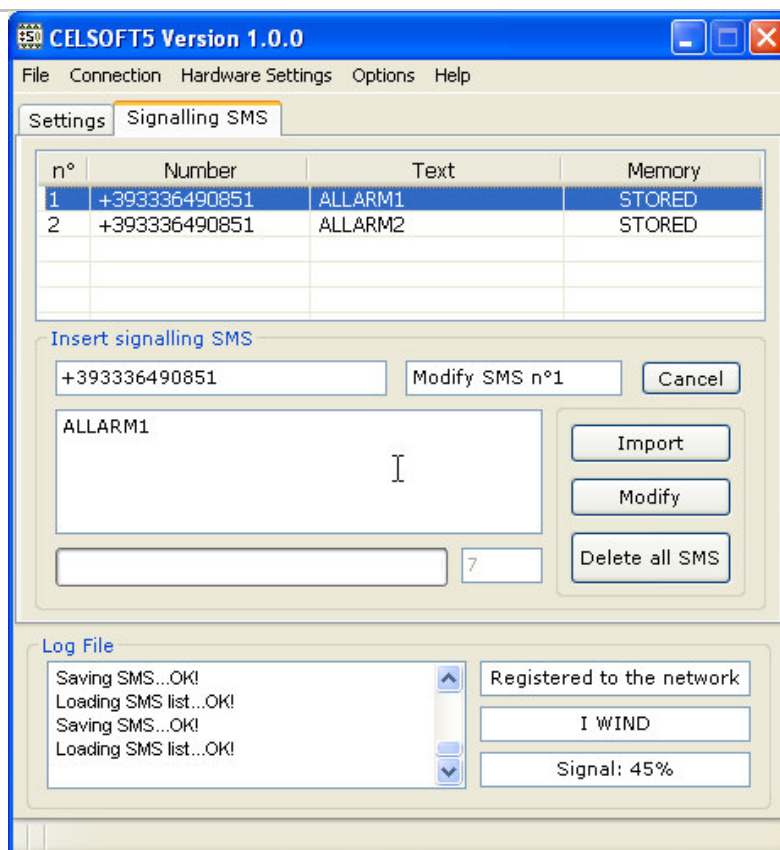 CELSOFT5 Version 1.0.0
File Connection Hardware Settings Options Help
Settings Signalling SMS
n° Number Text Memory
1 +393336490851 ALLARM1 STORED
2 +393336490851 ALLARM2 STORED
Insert signalling SMS
+393336490851 Modify SMS n°1 Cancel
ALLARM1
Import
Modify
7 Delete all SMS
Log File
Saving SMS...OK!
Loading SMS list...OK!
Saving SMS...OK!
Loading SMS list...OK!
Registered to the network
I WIND
Signal: 45%